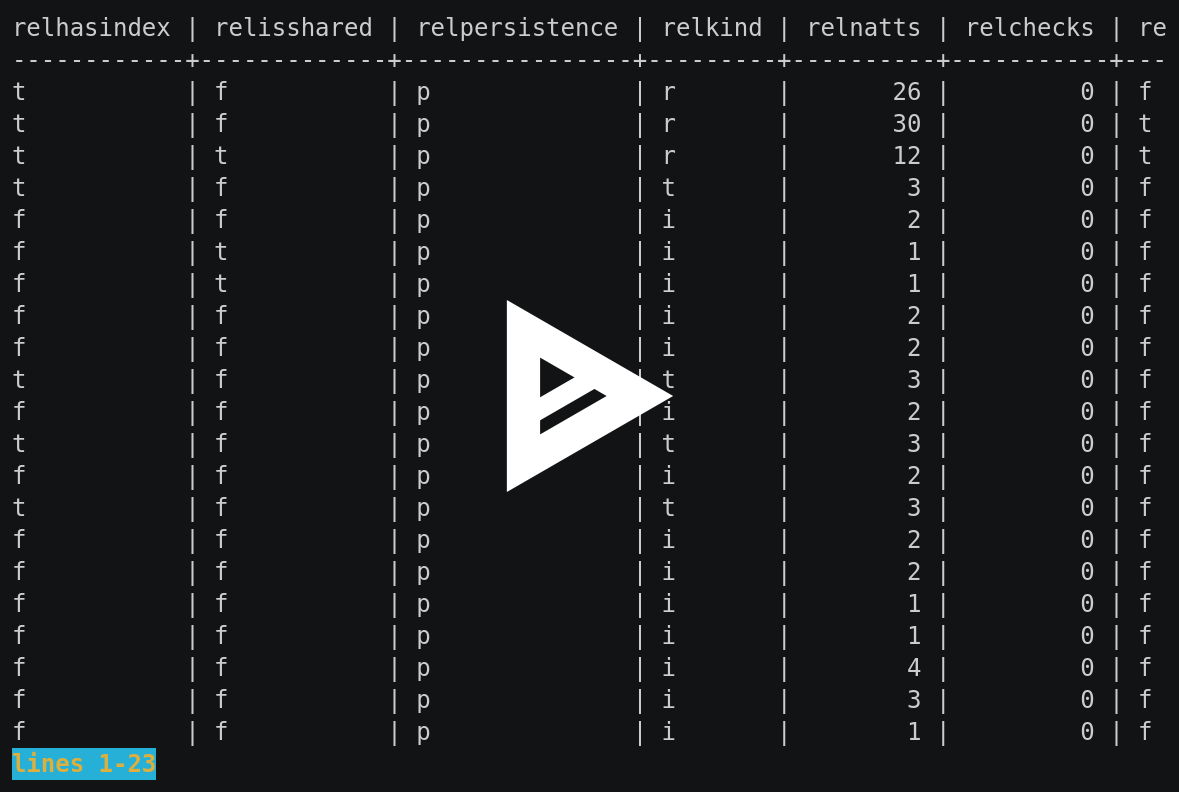 relhasindex | relisshared | relpersistence | relkind | relnatts | relchecks | re
------------+-------------+----------------+---------+----------+-----------+---
t           | f           | p              | r       |       26 |         0 | f
t           | f           | p              | r       |       30 |         0 | t
t           | t           | p              | r       |       12 |         0 | t
t           | f           | p              | t       |        3 |         0 | f
f           | f           | p              | i       |        2 |         0 | f
f           | t           | p              | i       |        1 |         0 | f
f           | t           | p              | i       |        1 |         0 | f
f           | f           | p              | i       |        2 |         0 | f
f           | f           | p              | i       |        2 |         0 | f
t           | f           | p              | t       |        3 |         0 | f
f           | f           | p              | i       |        2 |         0 | f
t           | f           | p              | t       |        3 |         0 | f
f           | f           | p              | i       |        2 |         0 | f
t           | f           | p              | t       |        3 |         0 | f
f           | f           | p              | i       |        2 |         0 | f
f           | f           | p              | i       |        2 |         0 | f
f           | f           | p              | i       |        1 |         0 | f
f           | f           | p              | i       |        1 |         0 | f
f           | f           | p              | i       |        4 |         0 | f
f           | f           | p              | i       |        3 |         0 | f
f           | f           | p              | i       |        1 |         0 | f
lines 1-23